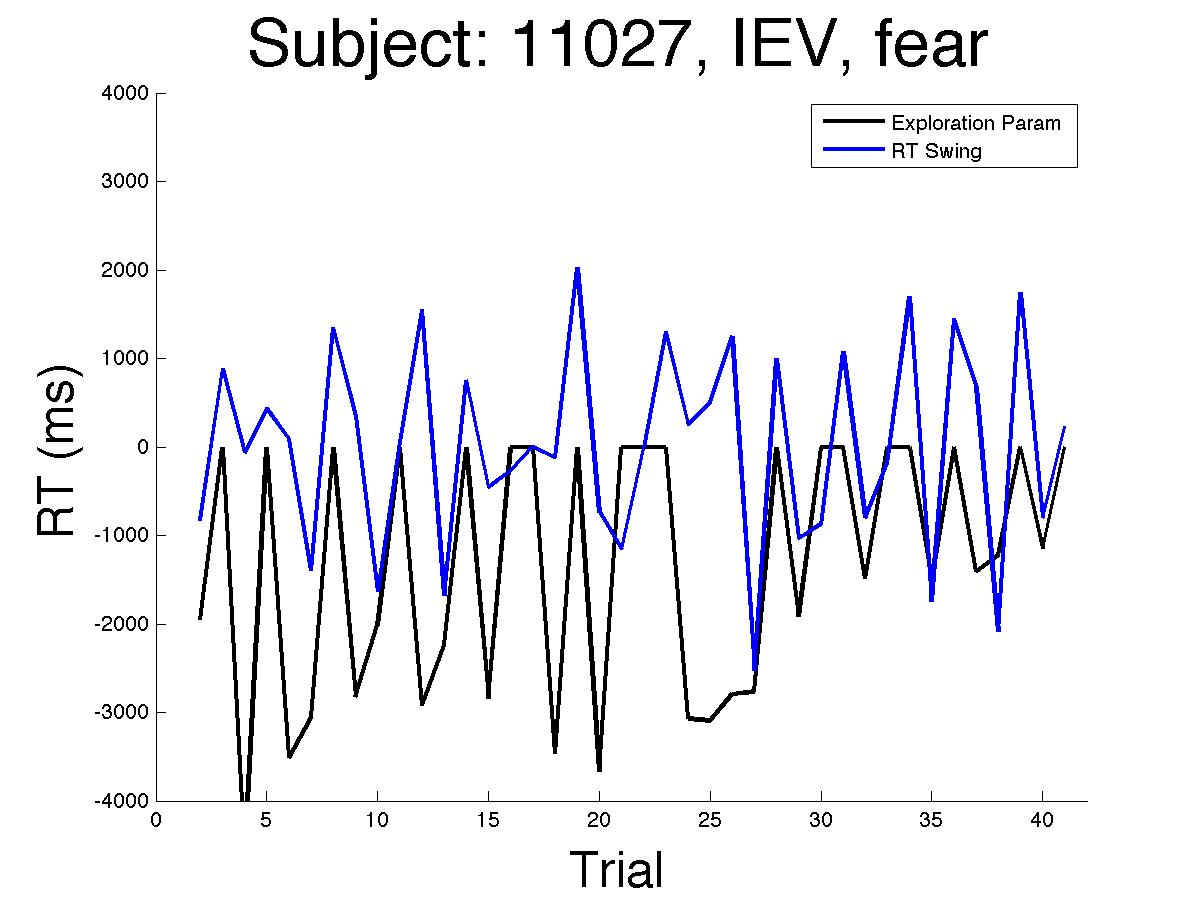 Subject: 11027, IEV, fear
4000
3000
2000
1000
0
-1000
-2000
-3000
-4000
RT (ms)
Exploration Param
RT Swing
0 5 10 15 20 25 30 35 40
Trial